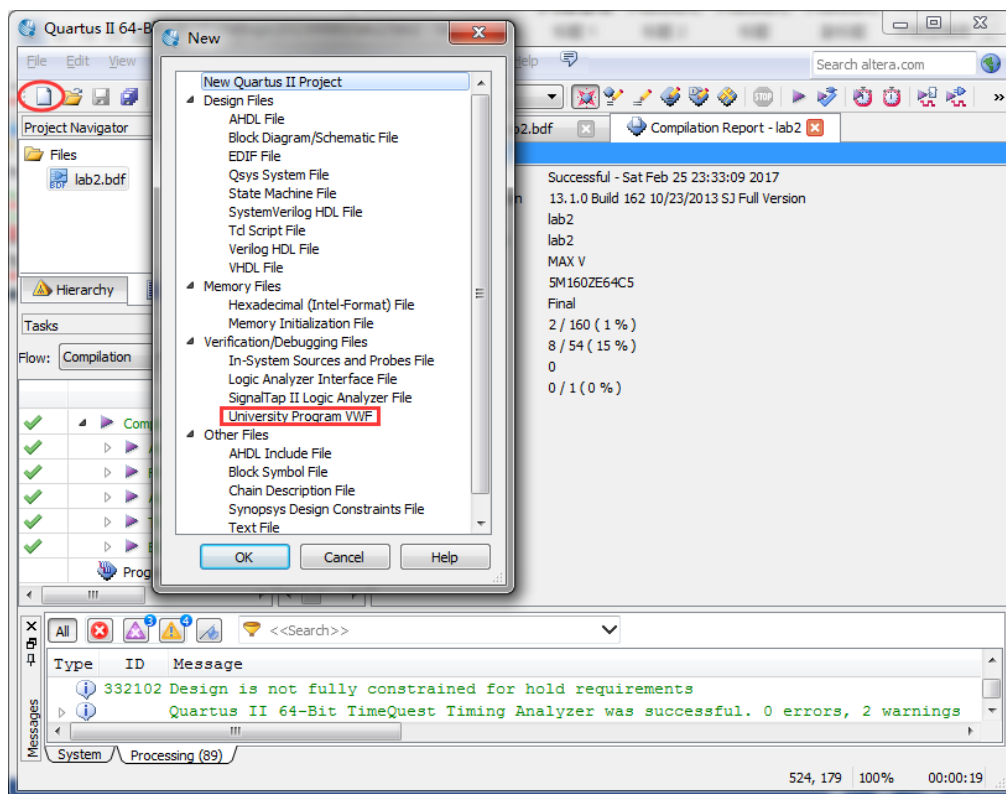 Quartus II 64-B
File Edit View
elp
Search altera.com
New
New Quartus II Project
Design Files
AHDL File
Block Diagram/Schematic File
EDIF File
Qsys System File
State Machine File
SystemVerilog HDL File
Tcl Script File
Verilog HDL File
VHDL File
Memory Files
Hexadecimal (Intel-Format) File
Memory Initialization File
Verification/Debugging Files
In-System Sources and Probes File
Logic Analyzer Interface File
SignalTap II Logic Analyzer File
University Program VWF
Other Files
AHDL Include File
Block Symbol File
Chain Description File
Synopsys Design Constraints File
Text File
OK Cancel Help
Project Navigator
Files
BDF lab2.bdf
Hierarchy
Tasks
Flow: Compilation
Com
Prog
2.bdf
Compilation Report - lab2
Successful - Sat Feb 25 23:33:09 2017
n 13.1.0 Build 162 10/23/2013 SJ Full Version
lab2
lab2
MAX V
5M160ZE64C5
Final
2 / 160 ( 1 % )
8 / 54 ( 15 % )
0
0 / 1 ( 0 % )
STOP
All 3 4 <<Search>>
Type ID Message
332102 Design is not fully constrained for hold requirements
Quartus II 64-Bit TimeQuest Timing Analyzer was successful. 0 errors, 2 warnings
Messages
System Processing (89)
524, 179 100% 00:00:19